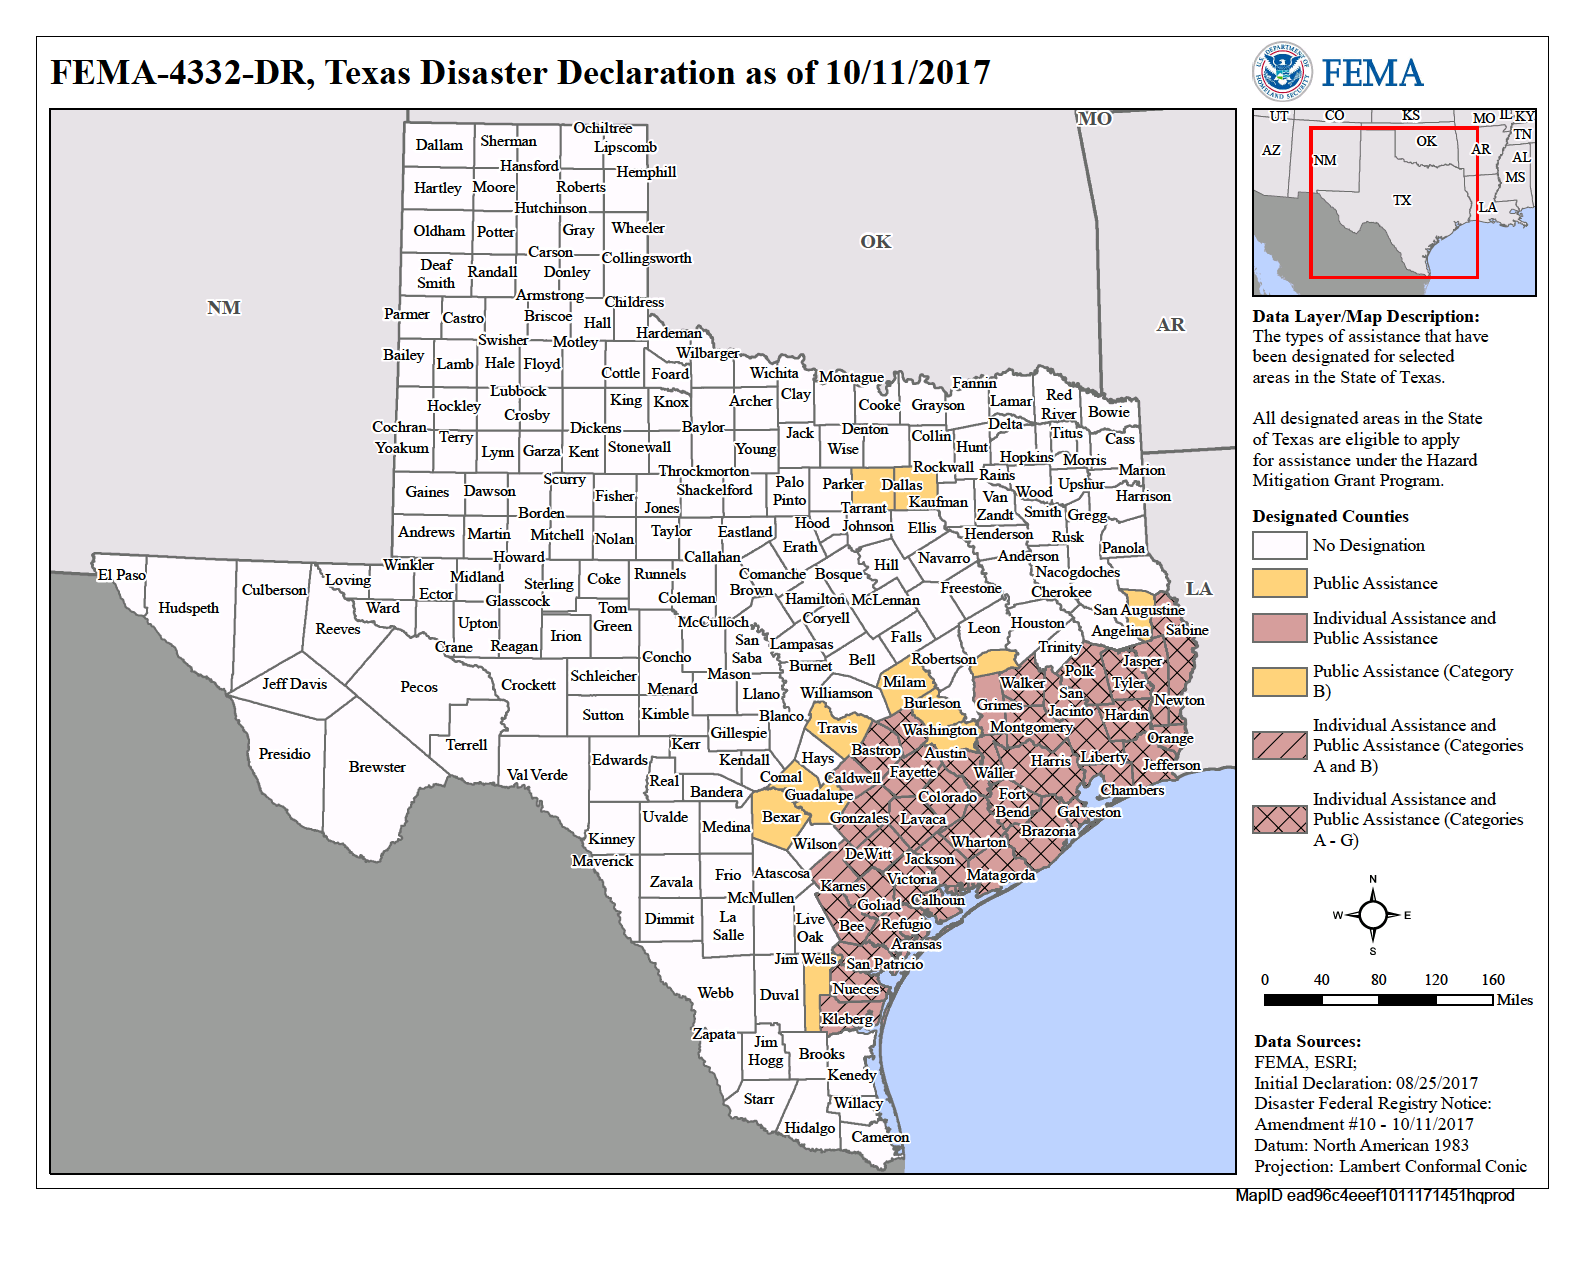 FEMA-4332-DR, Texas Disaster Declaration as of 10/11/2017
FEMA
UT CO KS MO IL KY
TN
AZ NM OK AR AL
MS
TX LA
Data Layer/Map Description:
The types of assistance that have
been designated for selected
areas in the State of Texas.
All designated areas in the State
of Texas are eligible to apply
for assistance under the Hazard
Mitigation Grant Program.
Designated Counties
No Designation
Public Assistance
Individual Assistance and
Public Assistance
Public Assistance (Category
B)
Individual Assistance and
Public Assistance (Categories
A and B)
Individual Assistance and
Public Assistance (Categories
A - G)
N
W E
S
0 40 80 120 160
Miles
Data Sources:
FEMA, ESRI;
Initial Declaration: 08/25/2017
Disaster Federal Registry Notice:
Amendment #10 - 10/11/2017
Datum: North American 1983
Projection: Lambert Conformal Conic
MapID ead96c4eeef1011171451hqprod
MO
OK
NM
AR
LA
Ochiltree
Dallam Sherman Lipscomb
Hansford Hemphill
Hartley Moore Roberts
Hutchinson
Oldham Potter Gray Wheeler
Carson Collingsworth
Deaf
Smith
Randall Donley
Armstrong Childress
Parmer Castro Briscoe Hall
Swisher Motley Hardeman
Bailey Lamb Hale Floyd Wilbarger
Cottle Foard Wichita Montague Fannin
Lubbock Clay
Hockley Crosby King Knox Archer Cooke Grayson Lamar
Red
River
Bowie
Cochran Dickens Baylor Jack Denton Collin Delta Titus Cass
Yoakum Terry Lynn Garza Kent Stonewall Young Wise Hunt Hopkins Morris
Throckmorton Rockwall Rains Marion
Scurry Shackelford
Palo
Pinto
Parker Dallas Wood Upshur
Gaines Dawson Fisher Jones Tarrant Kaufman
Van
Zandt
Harrison
Borden Hood Johnson Ellis Smith Gregg
Andrews Martin Mitchell Nolan Taylor Eastland Henderson Rusk
Howard Callahan Erath Hill Navarro Anderson Panola
Winkler Midland Sterling Coke Runnels Comanche Bosque Nacogdoches
El Paso Culberson Loving Ector Coleman Brown Freestone Cherokee
Hudspeth Ward Glasscock
Tom
Green
Hamilton McLennan San Augustine
Reeves Upton Irion McCulloch Coryell Leon Houston Angelina Sabine
Crane Reagan
San
Saba
Lampasas Falls Trinity
Concho Burnet Bell Robertson Polk Jasper
Jeff Davis Pecos Crockett Schleicher Mason Milam Walker Tyler
Menard Llano Williamson Burleson Grimes
San
Jacinto
Newton
Sutton Kimble Blanco Travis Washington Montgomery Hardin
Presidio Terrell Gillespie Orange
Brewster Edwards Kerr Hays Bastrop Austin Liberty Jefferson
Val Verde Real Kendall Comal Caldwell Fayette Waller Harris Chambers
Bandera Guadalupe Colorado
Fort
Bend
Galveston
Uvalde Medina Bexar Gonzales Lavaca Brazoria
Kinney Wilson Wharton
Maverick DeWitt Jackson
Zavala Frio Atascosa Karnes Victoria Matagorda
McMullen Goliad Calhoun
Dimmit
La
Salle
Live
Oak
Bee Refugio
Aransas
Jim Wells San Patricio
Webb Duval Nueces
Kleberg
Zapata
Jim
Hogg
Brooks
Kenedy
Starr Willacy
Hidalgo Cameron